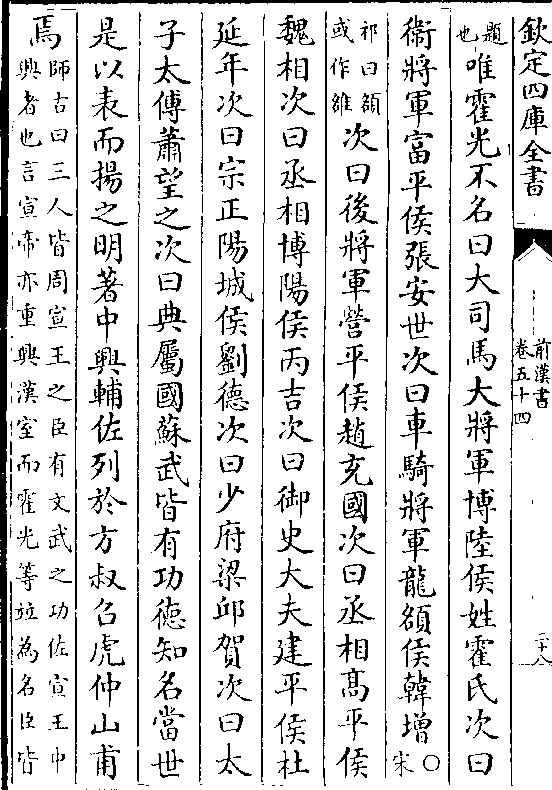 欽定四庫全書
前漢書
卷五十四
二十八
題
也
唯霍光不名曰大司馬大將軍博陸侯姓霍氏次曰
衛將軍富平侯張安世次曰車騎將軍龍頟侯韓增〇宋
祁曰頟
或作雒
次曰後將軍營平侯趙充國次曰丞相高平侯
魏相次曰丞相博陽侯丙吉次曰御史大夫建平侯杜
延年次曰宗正陽城侯劉德次曰少府梁邱賀次曰太
子太傅蕭望之次曰典屬國蘇武皆有功德知名當世
是以表而揚之明著中興輔佐列於方叔召虎仲山甫
焉
師古曰三人皆周宣王之臣有文武之功佐宣王中
興者也言宣帝亦重興漢室而霍光等竝為名臣皆